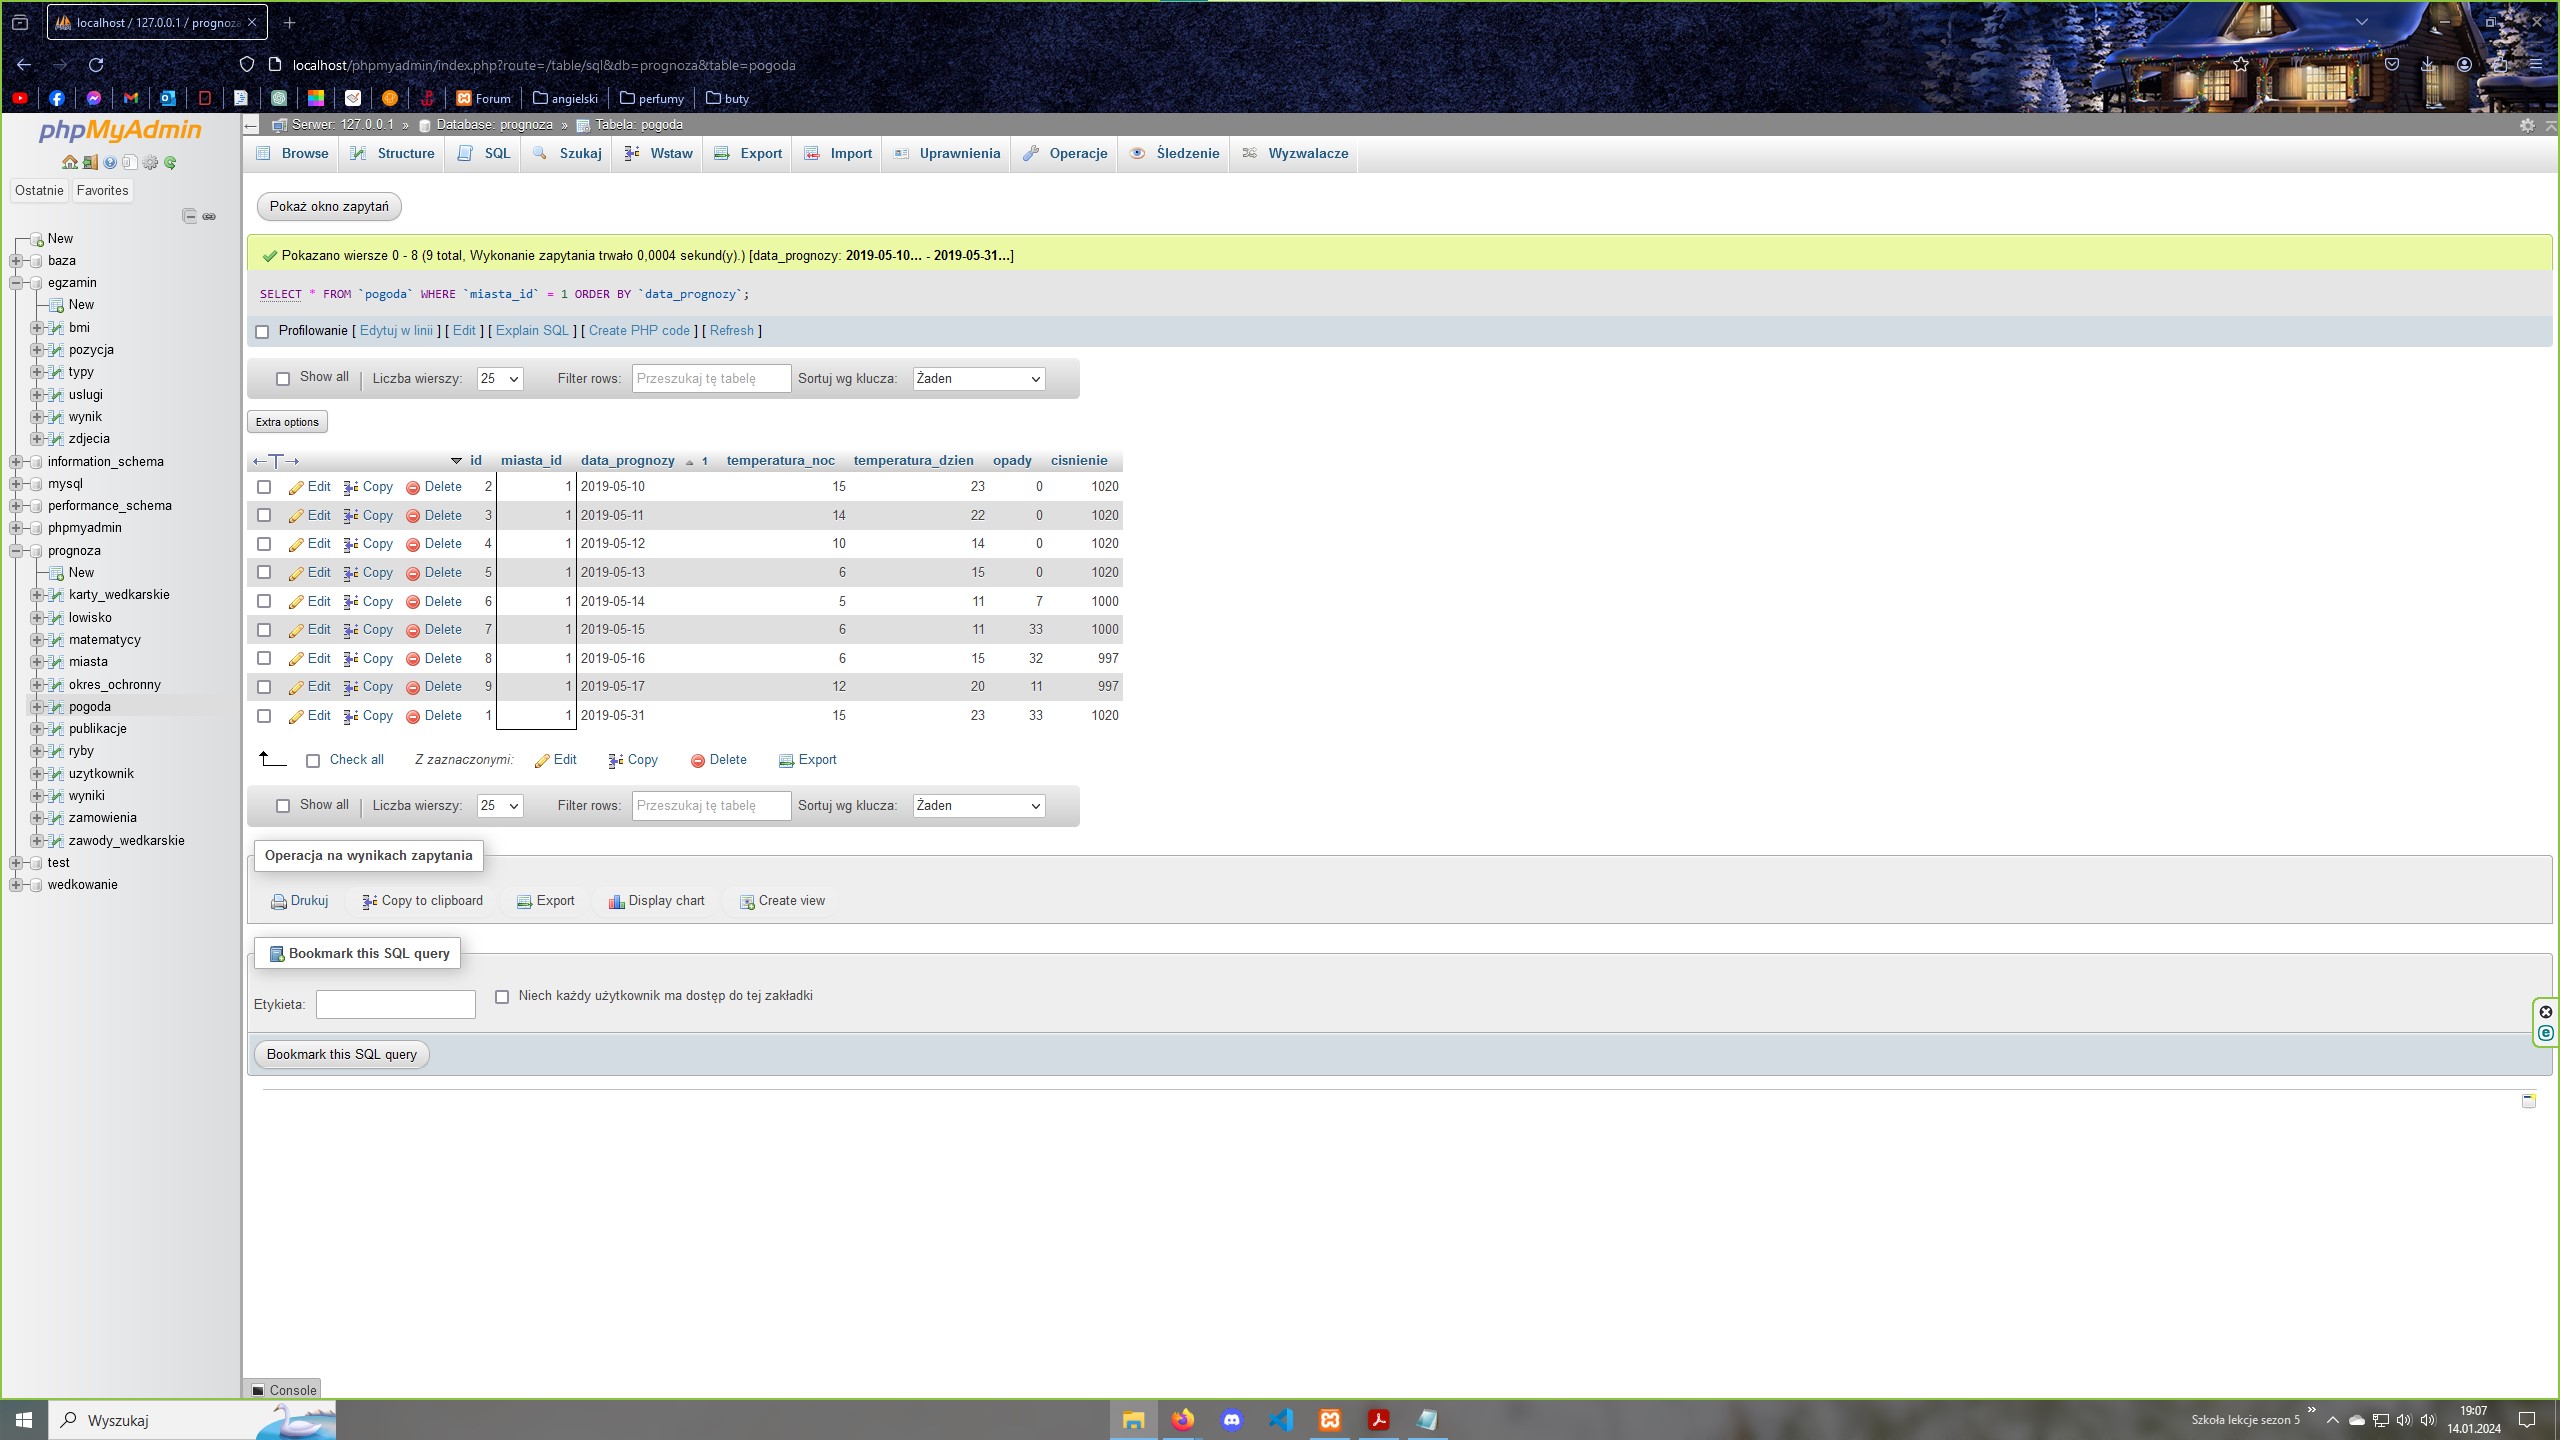 localhost / 127.0.0.1 / prognoza
localhost/phpmyadmin/index.php?route=/table/sql&db=prognoza&table=pogoda
Forum angielski perfumy buty
phpMyAdmin
Serwer: 127.0.0.1 » Database: prognoza » Tabela: pogoda
Browse Structure SQL Szukaj Wstaw Export Import Uprawnienia Operacje Śledzenie Wyzwalacze
Ostatnie Favorites
New
baza
egzamin
New
bmi
pozycja
typy
uslugi
wynik
zdjecia
information_schema
mysql
performance_schema
phpmyadmin
prognoza
New
karty_wedkarskie
lowisko
matematycy
miasta
okres_ochronny
pogoda
publikacje
ryby
uzytkownik
wyniki
zamowienia
zawody_wedkarskie
test
wedkowanie
Pokaż okno zapytań
Pokazano wiersze 0 - 8 (9 total, Wykonanie zapytania trwało 0,0004 sekund(y).) [data_prognozy: 2019-05-10... - 2019-05-31...]
SELECT * FROM `pogoda` WHERE `miasta_id` = 1 ORDER BY `data_prognozy`;
Profilowanie [ Edytuj w linii ] [ Edit ] [ Explain SQL ] [ Create PHP code ] [ Refresh ]
Show all Liczba wierszy: 25 Filter rows: Przeszukaj tę tabelę Sortuj wg klucza: Żaden
Extra options
id miasta_id data_prognozy 1 temperatura_noc temperatura_dzien opady cisnienie
Edit Copy Delete 2 1 2019-05-10 15 23 0 1020
Edit Copy Delete 3 1 2019-05-11 14 22 0 1020
Edit Copy Delete 4 1 2019-05-12 10 14 0 1020
Edit Copy Delete 5 1 2019-05-13 6 15 0 1020
Edit Copy Delete 6 1 2019-05-14 5 11 7 1000
Edit Copy Delete 7 1 2019-05-15 6 11 33 1000
Edit Copy Delete 8 1 2019-05-16 6 15 32 997
Edit Copy Delete 9 1 2019-05-17 12 20 11 997
Edit Copy Delete 1 1 2019-05-31 15 23 33 1020
Check all Z zaznaczonymi: Edit Copy Delete Export
Show all Liczba wierszy: 25 Filter rows: Przeszukaj tę tabelę Sortuj wg klucza: Żaden
Operacja na wynikach zapytania
Drukuj Copy to clipboard Export Display chart Create view
Bookmark this SQL query
Etykieta: Niech każdy użytkownik ma dostęp do tej zakładki
Bookmark this SQL query
Console
Wyszukaj
Szkoła lekcje sezon 5
19:07
14.01.2024